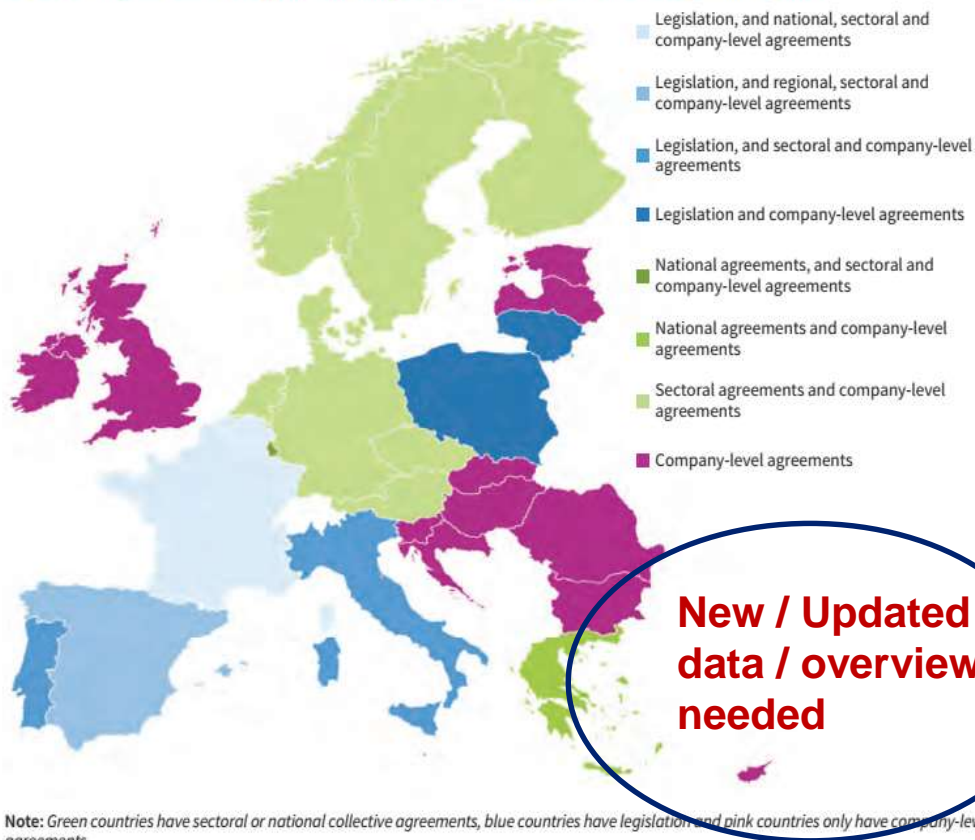 Legislation, and national, sectoral and
company-level agreements
Legislation, and regional, sectoral and
company-level agreements
Legislation, and sectoral and company-level
agreements
Legislation and company-level agreements
National agreements, and sectoral and
company-level agreements
National agreements and company-level
agreements
Sectoral agreements and company-level
agreements
Company-level agreements
New / Updated
data / overview
needed
Note: Green countries have sectoral or national collective agreements, blue countries have legislation and pink countries only have company-le
agreements